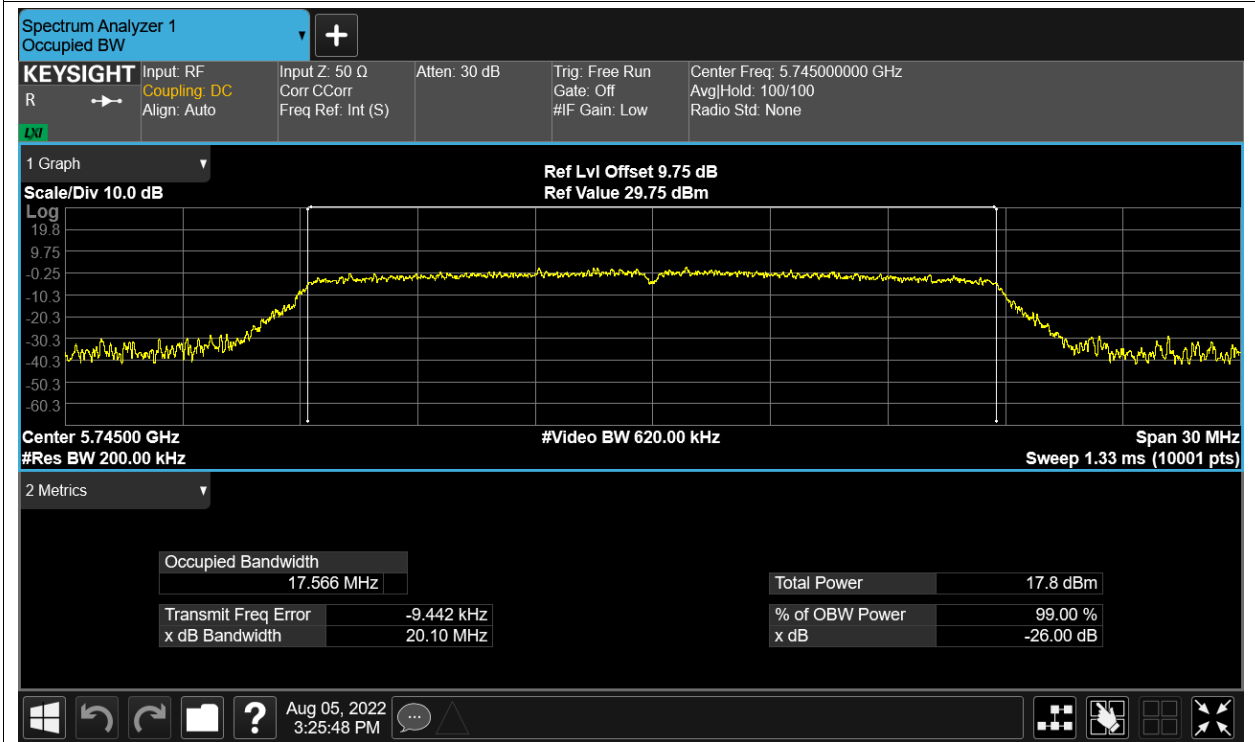 Spectrum Analyzer 1
Occupied BW
KEYSIGHT
R
LXI
Input: RF
Coupling: DC
Align: Auto
Input Z: 50 Ω
Corr CCorr
Freq Ref: Int (S)
Atten: 30 dB
Trig: Free Run
Gate: Off
#IF Gain: Low
Center Freq: 5.745000000 GHz
Avg|Hold: 100/100
Radio Std: None
1 Graph
Scale/Div 10.0 dB
Ref Lvl Offset 9.75 dB
Ref Value 29.75 dBm
Log
19.8
9.75
-0.25
-10.3
-20.3
-30.3
-40.3
-50.3
-60.3
Center 5.74500 GHz
#Res BW 200.00 kHz
#Video BW 620.00 kHz
Span 30 MHz
Sweep 1.33 ms (10001 pts)
2 Metrics
Occupied Bandwidth
17.566 MHz
Transmit Freq Error -9.442 kHz
x dB Bandwidth 20.10 MHz
Total Power 17.8 dBm
% of OBW Power 99.00 %
x dB -26.00 dB
?
Aug 05, 2022
3:25:48 PM